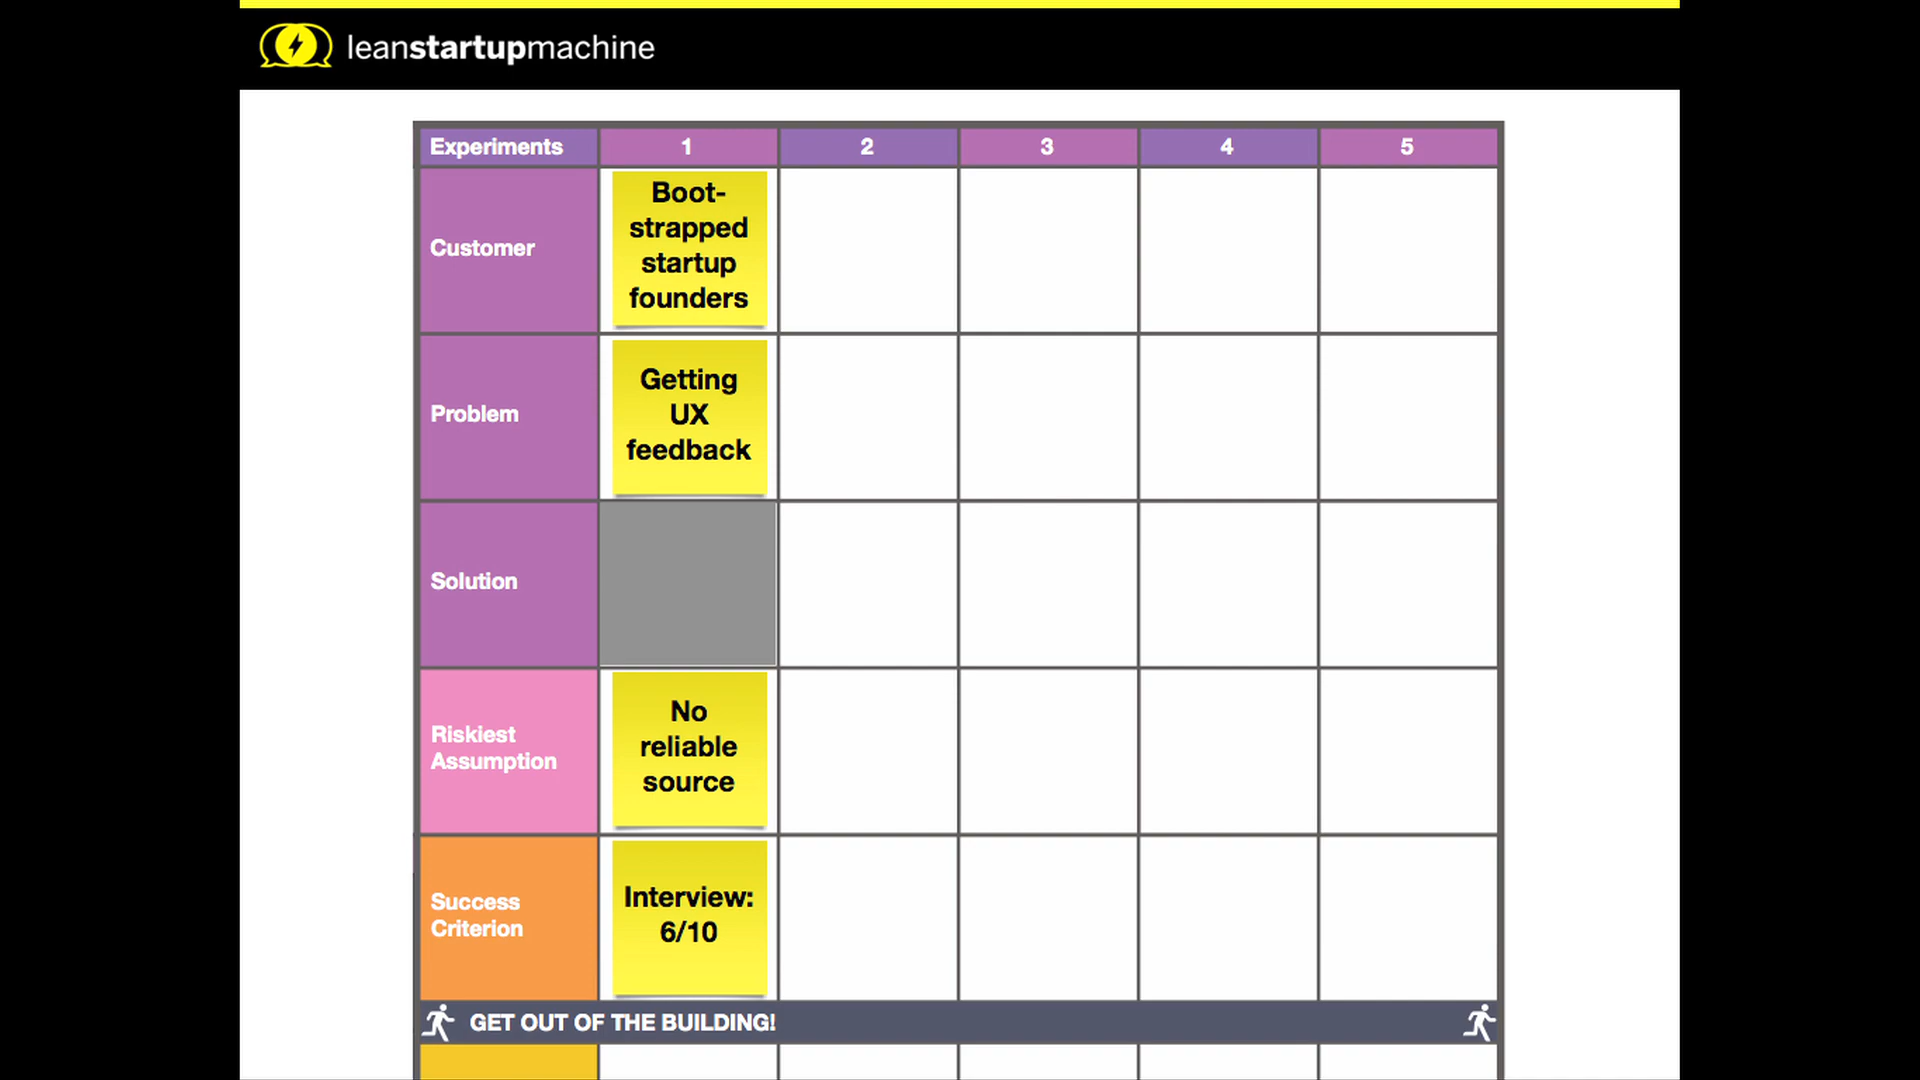 leanstartupmachine
Experiments 1 2 3 4 5
Customer
Boot-
strapped
startup
founders
Problem
Getting
UX
feedback
Solution
Riskiest
Assumption
No
reliable
source
Success
Criterion
Interview:
6/10
GET OUT OF THE BUILDING!